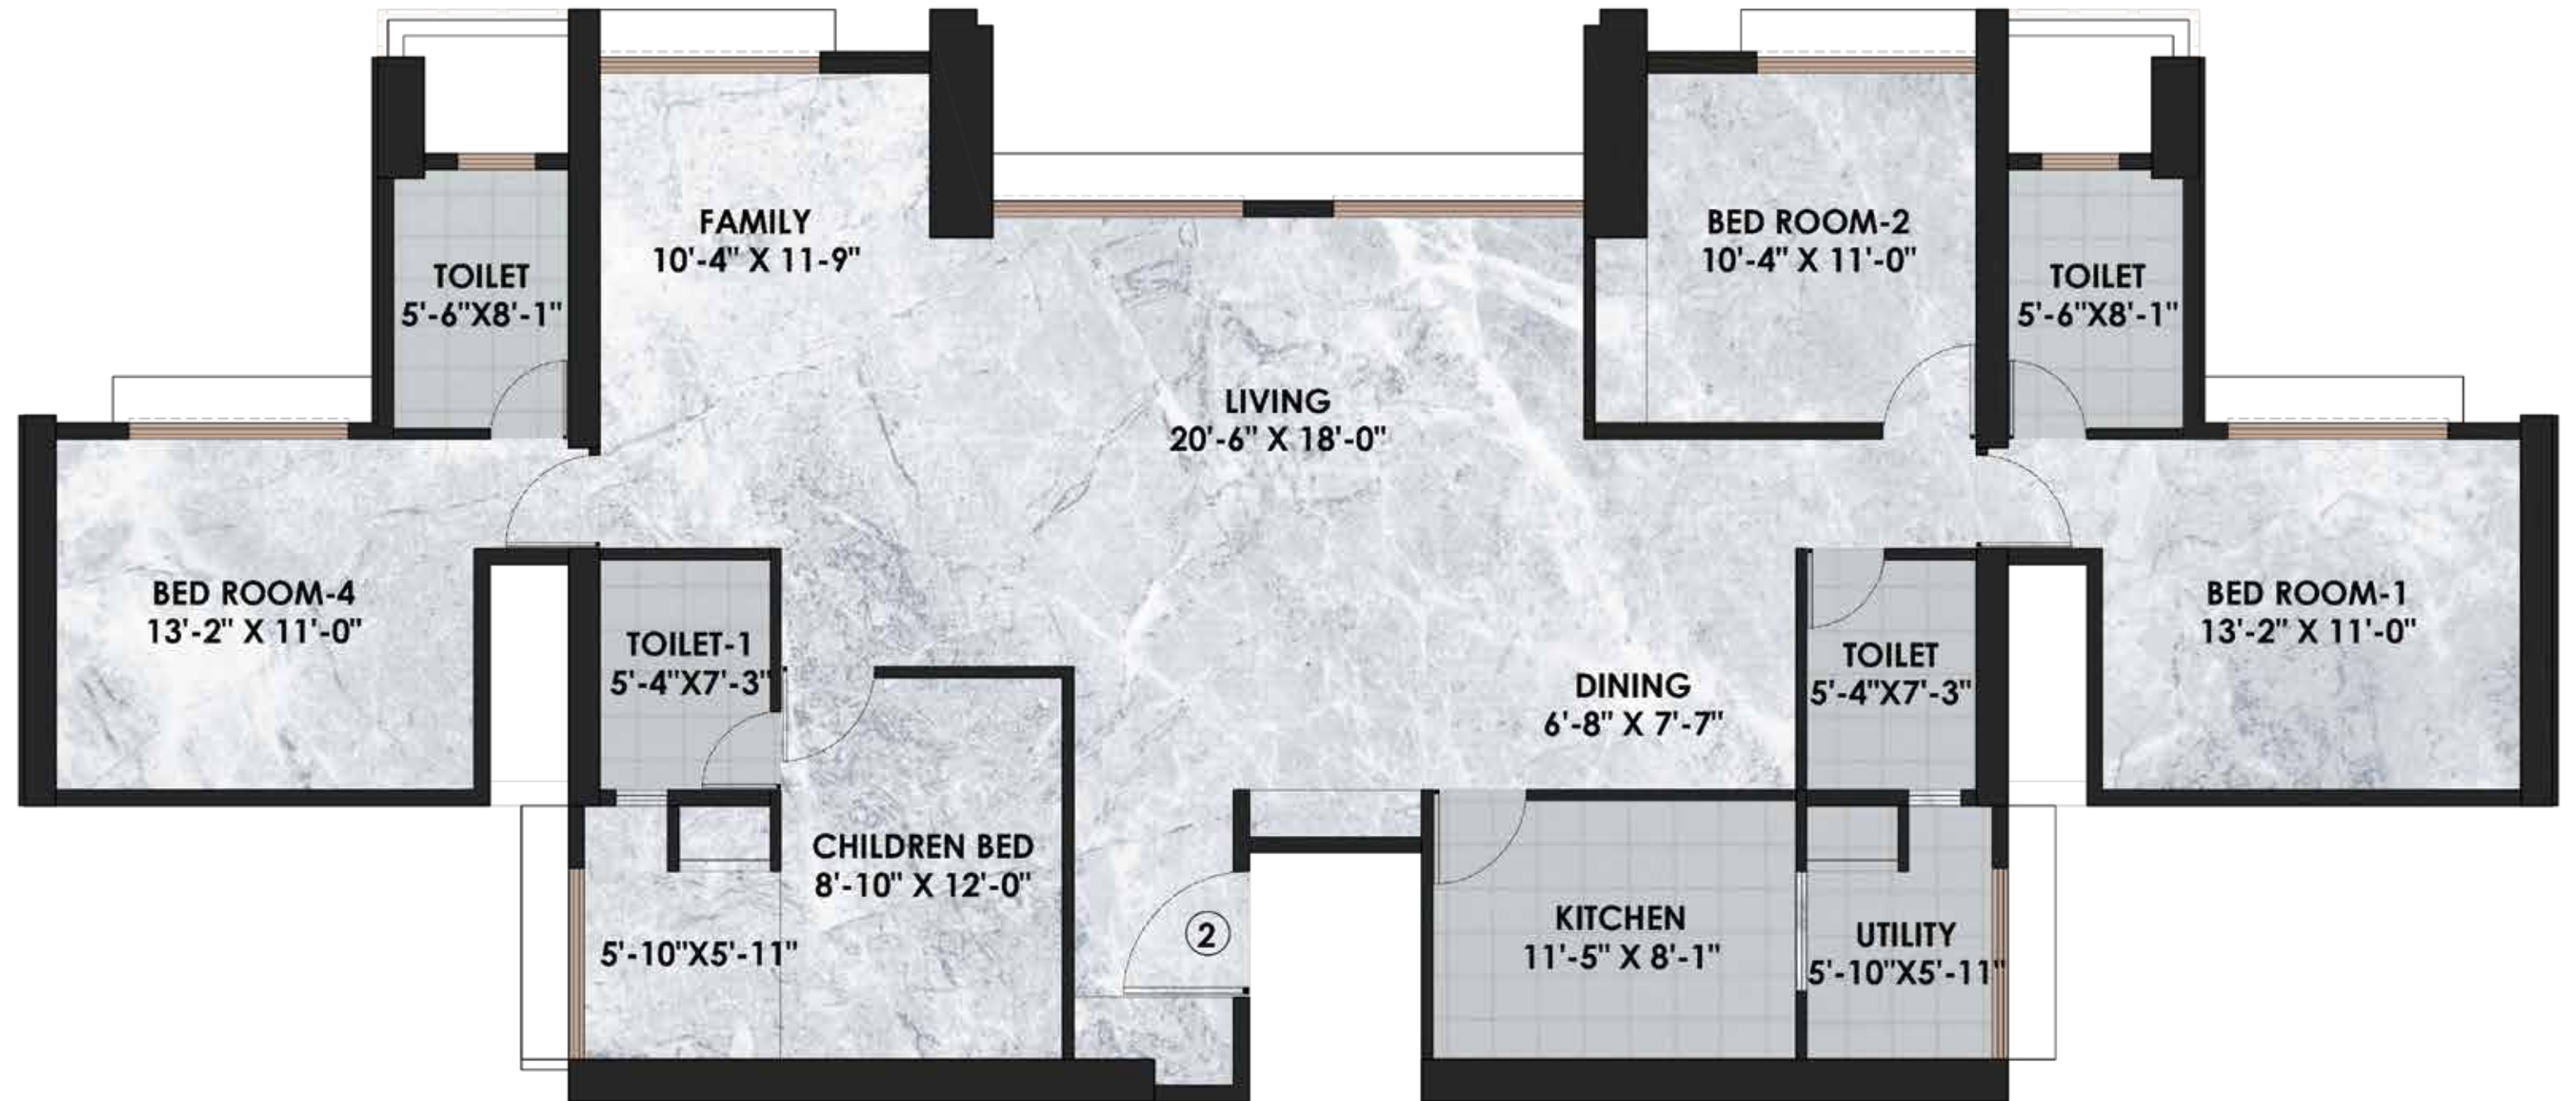 FAMILY
10'-4" X 11-9"
BED ROOM-2
10'-4" X 11'-0"
TOILET
5'-6"X8'-1"
TOILET
5'-6"X8'-1"
LIVING
20'-6" X 18'-0"
BED ROOM-4
13'-2" X 11'-0"
BED ROOM-1
13'-2" X 11'-0"
TOILET-1
5'-4"X7'-3"
TOILET
5'-4"X7'-3"
DINING
6'-8" X 7'-7"
CHILDREN BED
8'-10" X 12'-0"
5'-10"X5'-11"
2
KITCHEN
11'-5" X 8'-1"
UTILITY
5'-10"X5'-11"